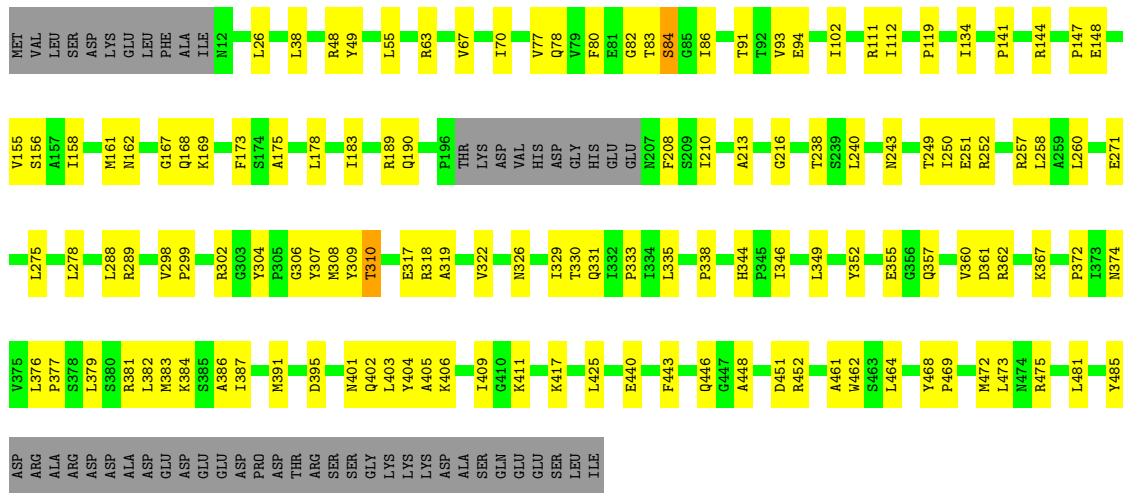 MET VAL LEU SER ASP LYS GLU LEU PHE ALA ILE N12 L26 L38 R48 Y49 L55 R63 V67 I70 V77 Q78 V79 F80 E81 G82 T83 S84 G85 I86 T91 T92 V93 E94 I102 R111 I112 P119 I134 P141 R144 P147 E148
V155 S156 A157 I158 M161 N162 G167 Q168 K169 F173 S174 A175 L178 I183 R189 Q190 P196 THR LYS ASP VAL HIS ASP GLY HIS GLU GLU N207 F208 S209 I210 A213 G216 T238 S239 L240 N243 T249 I250 E251 R252 R257 L258 A259 L260 E271
L275 L278 L288 R289 V298 P299 R302 G303 Y304 P305 G306 Y307 M308 Y309 T310 E317 R318 A319 V322 N326 I329 T330 Q331 I332 P333 I334 L335 P338 H344 P345 I346 L349 Y352 E355 G356 Q357 V360 D361 R362 K367 P372 I373 N374
V375 L376 P377 S378 L379 S380 R381 L382 M383 K384 S385 A386 I387 M391 D395 N401 Q402 L403 Y404 A405 K406 I409 G410 K411 K417 L425 E440 F443 Q446 G447 A448 D451 R452 A461 W462 S463 L464 Y468 P469 M472 L473 N474 R475 L481 Y485
ASP ARG ALA ARG ASP ASP ALA ASP GLU ASP GLU GLU ASP PRO ASP THR ARG SER SER GLY LYS LYS LYS ASP ALA SER GLN GLU GLU SER LEU ILE